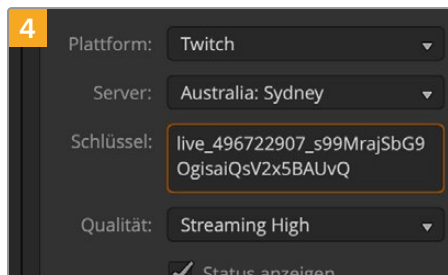 4
Plattform: Twitch
Server: Australia: Sydney
Schlüssel: live_496722907_s99MrajSbG9
OgisaiQsV2x5BAUvQ
Qualität: Streaming High
Status anzeigen